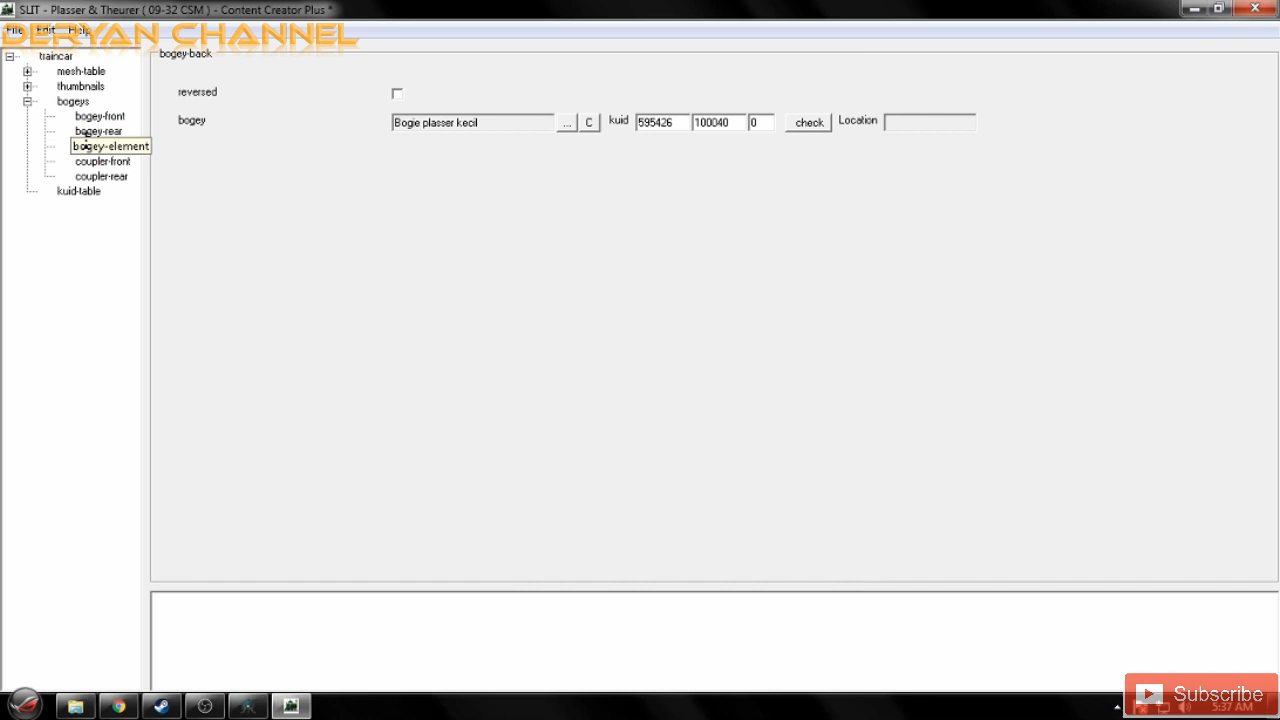 SLIT - Plasser & Theurer ( 09-32 CSM ) - Content Creator Plus *
File Edit Help
DERYAN CHANNEL
traincar
mesh-table
thumbnails
bogeys
bogey-front
bogey-rear
bogey-element
coupler-front
coupler-rear
kuid-table
bogey-back
reversed
bogey Bogie plasser kecil ... C kuid 595426 100040 0 check Location
Subscribe
5:37 AM